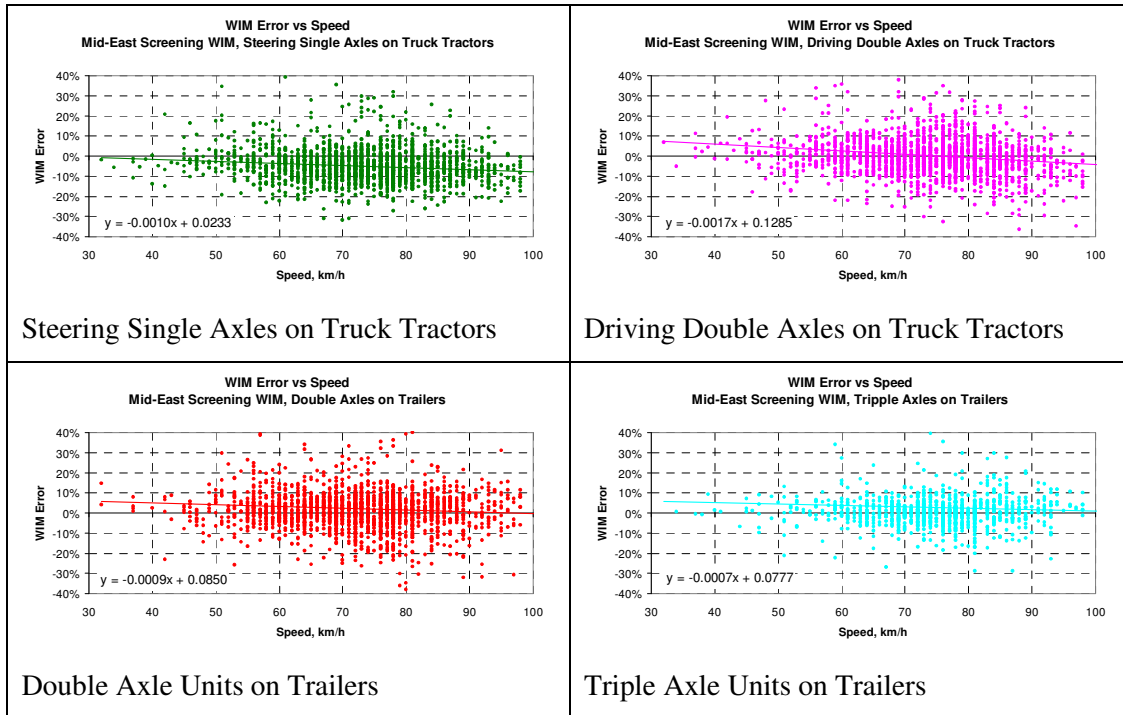 WIM Error vs Speed
Mid-East Screening WIM, Steering Single Axles on Truck Tractors
40%
30%
20%
10%
0%
-10%
-20%
-30%
-40%
WIM Error
y = -0.0010x + 0.0233
30 40 50 60 70 80 90 100
Speed, km/h
Steering Single Axles on Truck Tractors
WIM Error vs Speed
Mid-East Screening WIM, Driving Double Axles on Truck Tractors
40%
30%
20%
10%
0%
-10%
-20%
-30%
-40%
WIM Error
y = -0.0017x + 0.1285
30 40 50 60 70 80 90 100
Speed, km/h
Driving Double Axles on Truck Tractors
WIM Error vs Speed
Mid-East Screening WIM, Double Axles on Trailers
40%
30%
20%
10%
0%
-10%
-20%
-30%
-40%
WIM Error
y = -0.0009x + 0.0850
30 40 50 60 70 80 90 100
Speed, km/h
Double Axle Units on Trailers
WIM Error vs Speed
Mid-East Screening WIM, Tripple Axles on Trailers
40%
30%
20%
10%
0%
-10%
-20%
-30%
-40%
WIM Error
y = -0.0007x + 0.0777
30 40 50 60 70 80 90 100
Speed, km/h
Triple Axle Units on Trailers